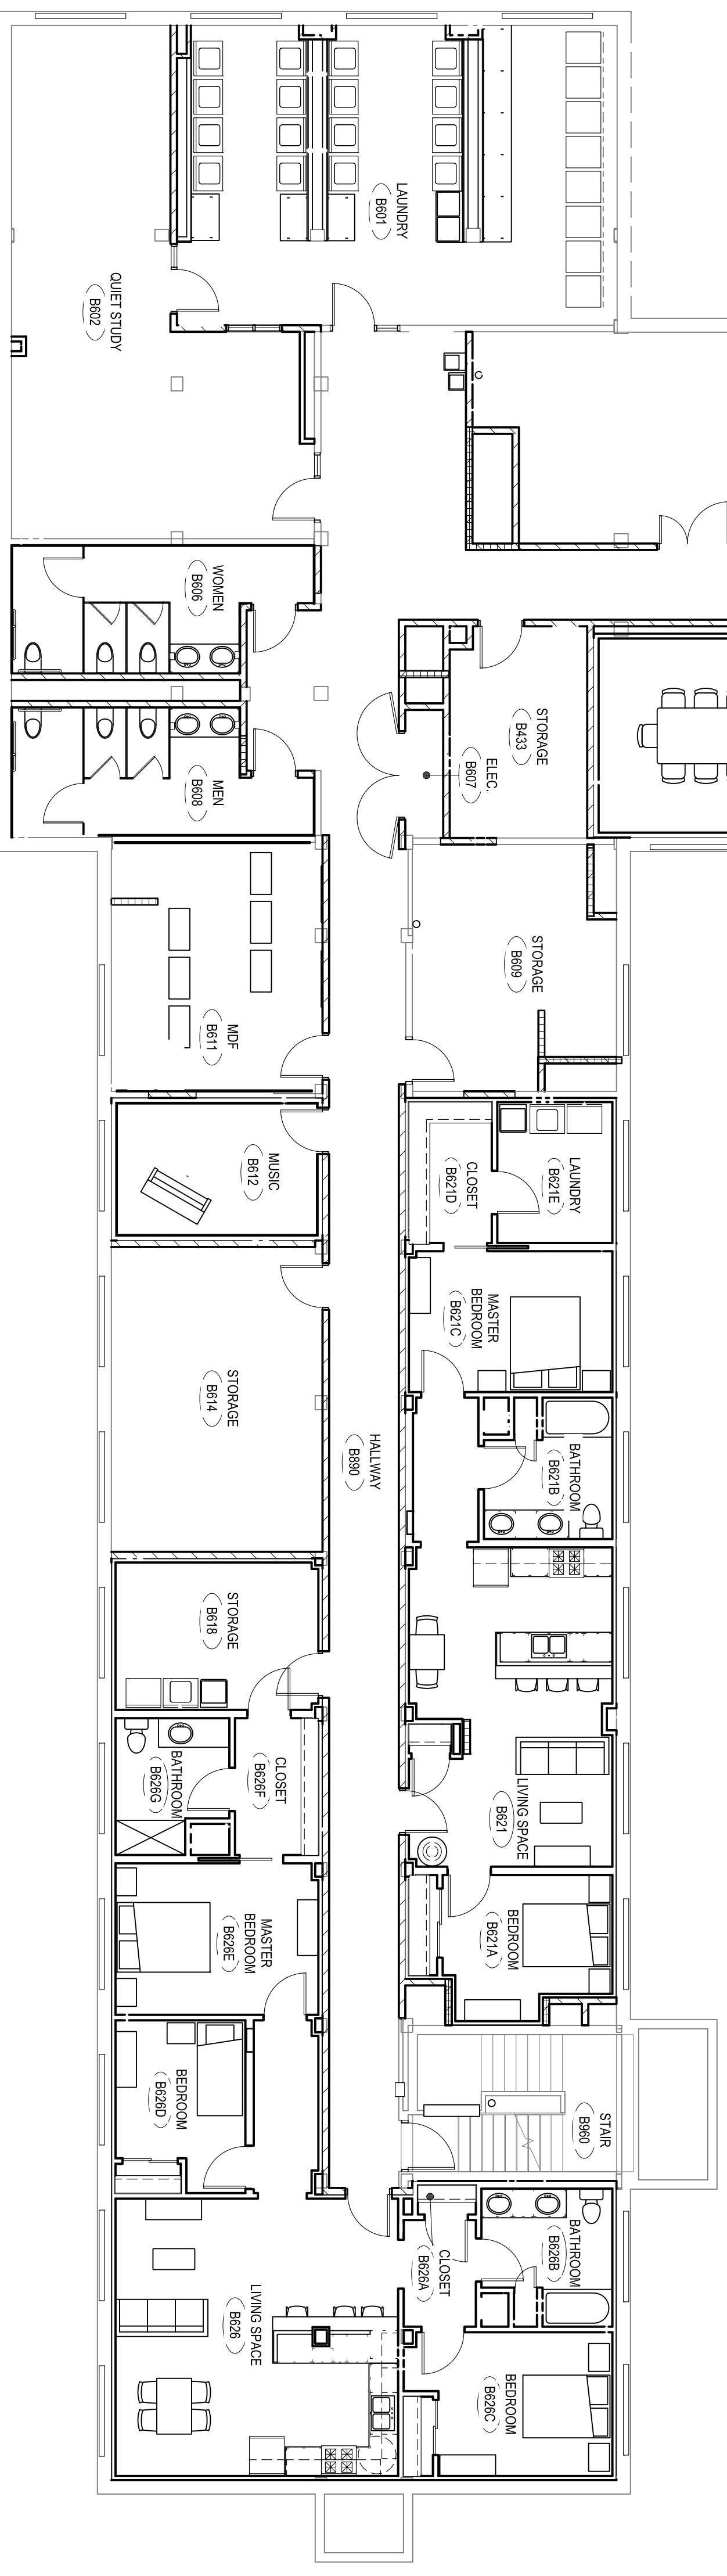 LAUNDRY
B601
QUIET STUDY
B602
WOMEN
B606
MEN
B608
STORAGE
B433
ELEC.
B607
STORAGE
B609
MDF
B611
MUSIC
B612
LAUNDRY
B621E
CLOSET
B621D
MASTER
BEDROOM
B621C
STORAGE
B614
HALLWAY
B890
BATHROOM
B621B
STORAGE
B618
CLOSET
B626F
BATHROOM
B626G
LIVING SPACE
B621
MASTER
BEDROOM
B626E
BEDROOM
B621A
BEDROOM
B626D
STAIR
B960
BATHROOM
B626B
CLOSET
B626A
LIVING SPACE
B626
BEDROOM
B626C